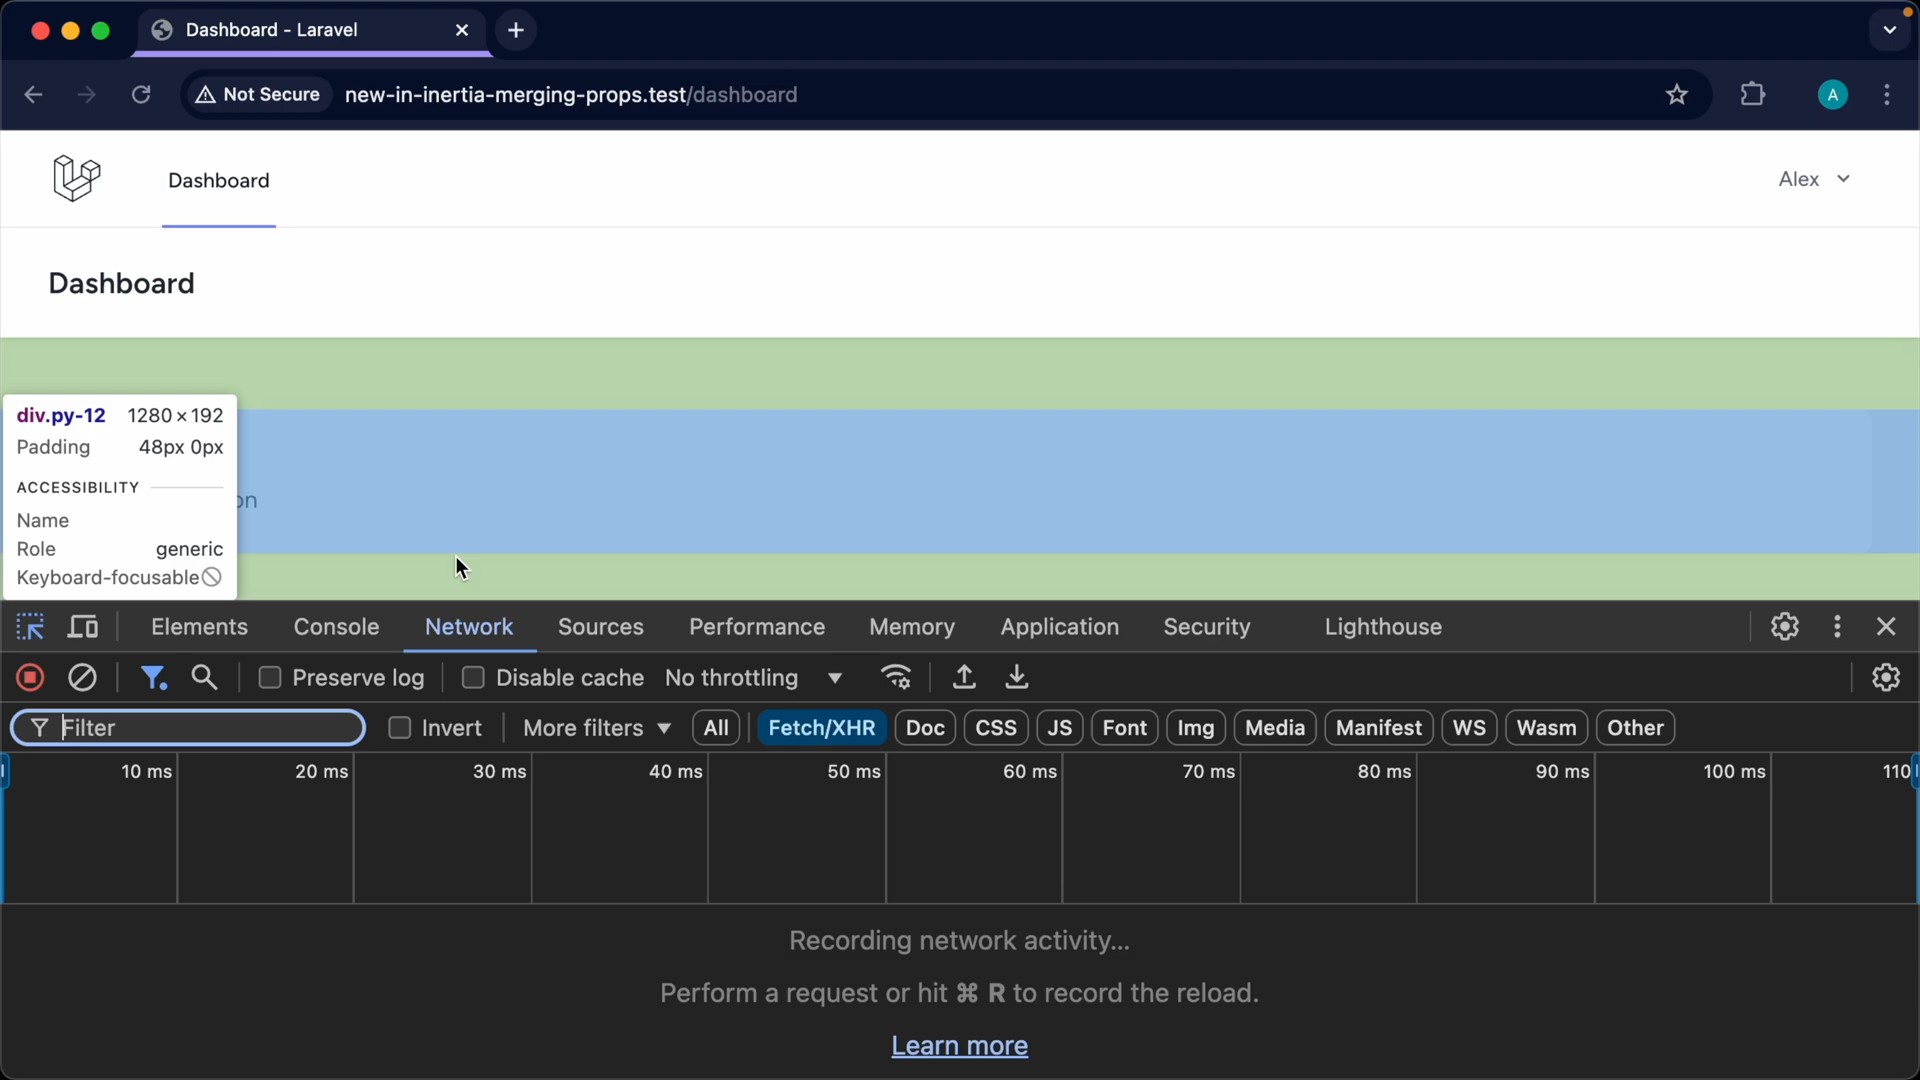 Dashboard - Laravel
Not Secure new-in-inertia-merging-props.test/dashboard A
Dashboard Alex
Dashboard
div.py-12 1280 × 192
Padding 48px 0px
ACCESSIBILITY
on
Name
Role generic
Keyboard-focusable
Elements Console Network Sources Performance Memory Application Security Lighthouse
Preserve log Disable cache No throttling
Filter Invert More filters All Fetch/XHR Doc CSS JS Font Img Media Manifest WS Wasm Other
10 ms 20 ms 30 ms 40 ms 50 ms 60 ms 70 ms 80 ms 90 ms 100 ms 110
Recording network activity...
Perform a request or hit ⌘ R to record the reload.
Learn more